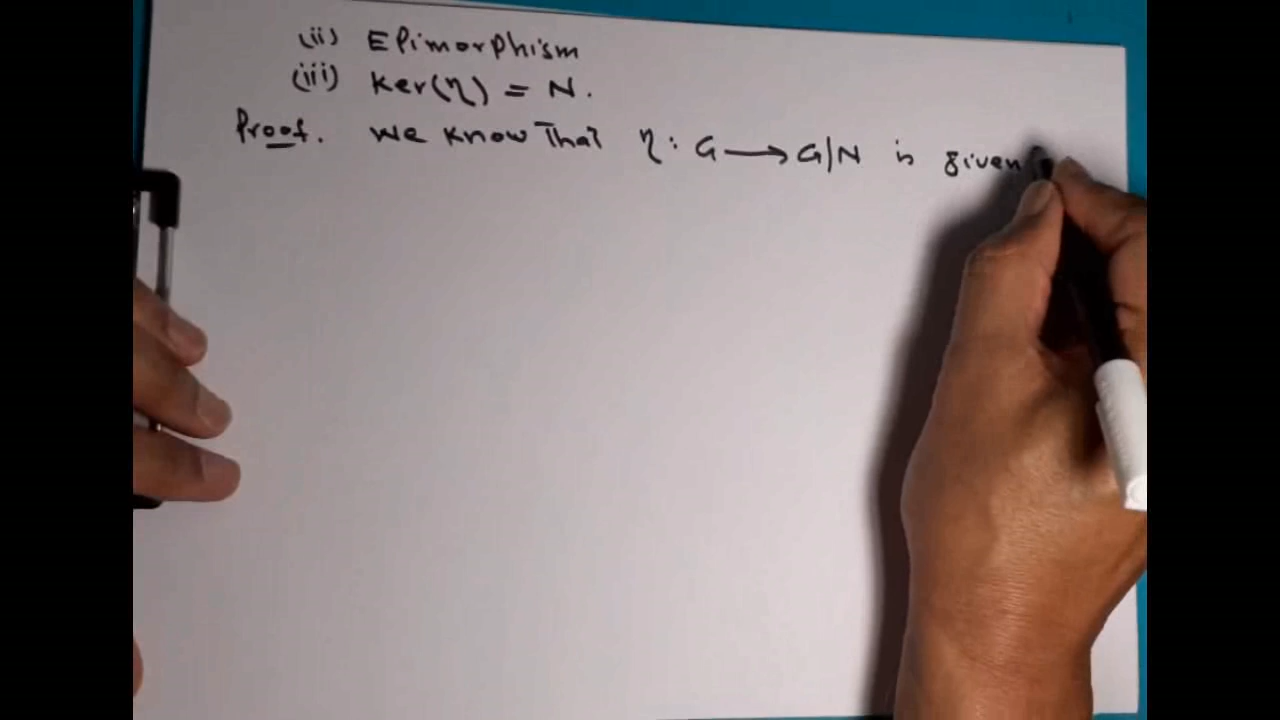 (ii) Epimorphism
(iii) Ker(η) = N.
Proof. We know That η: G ⟶ G/N is given